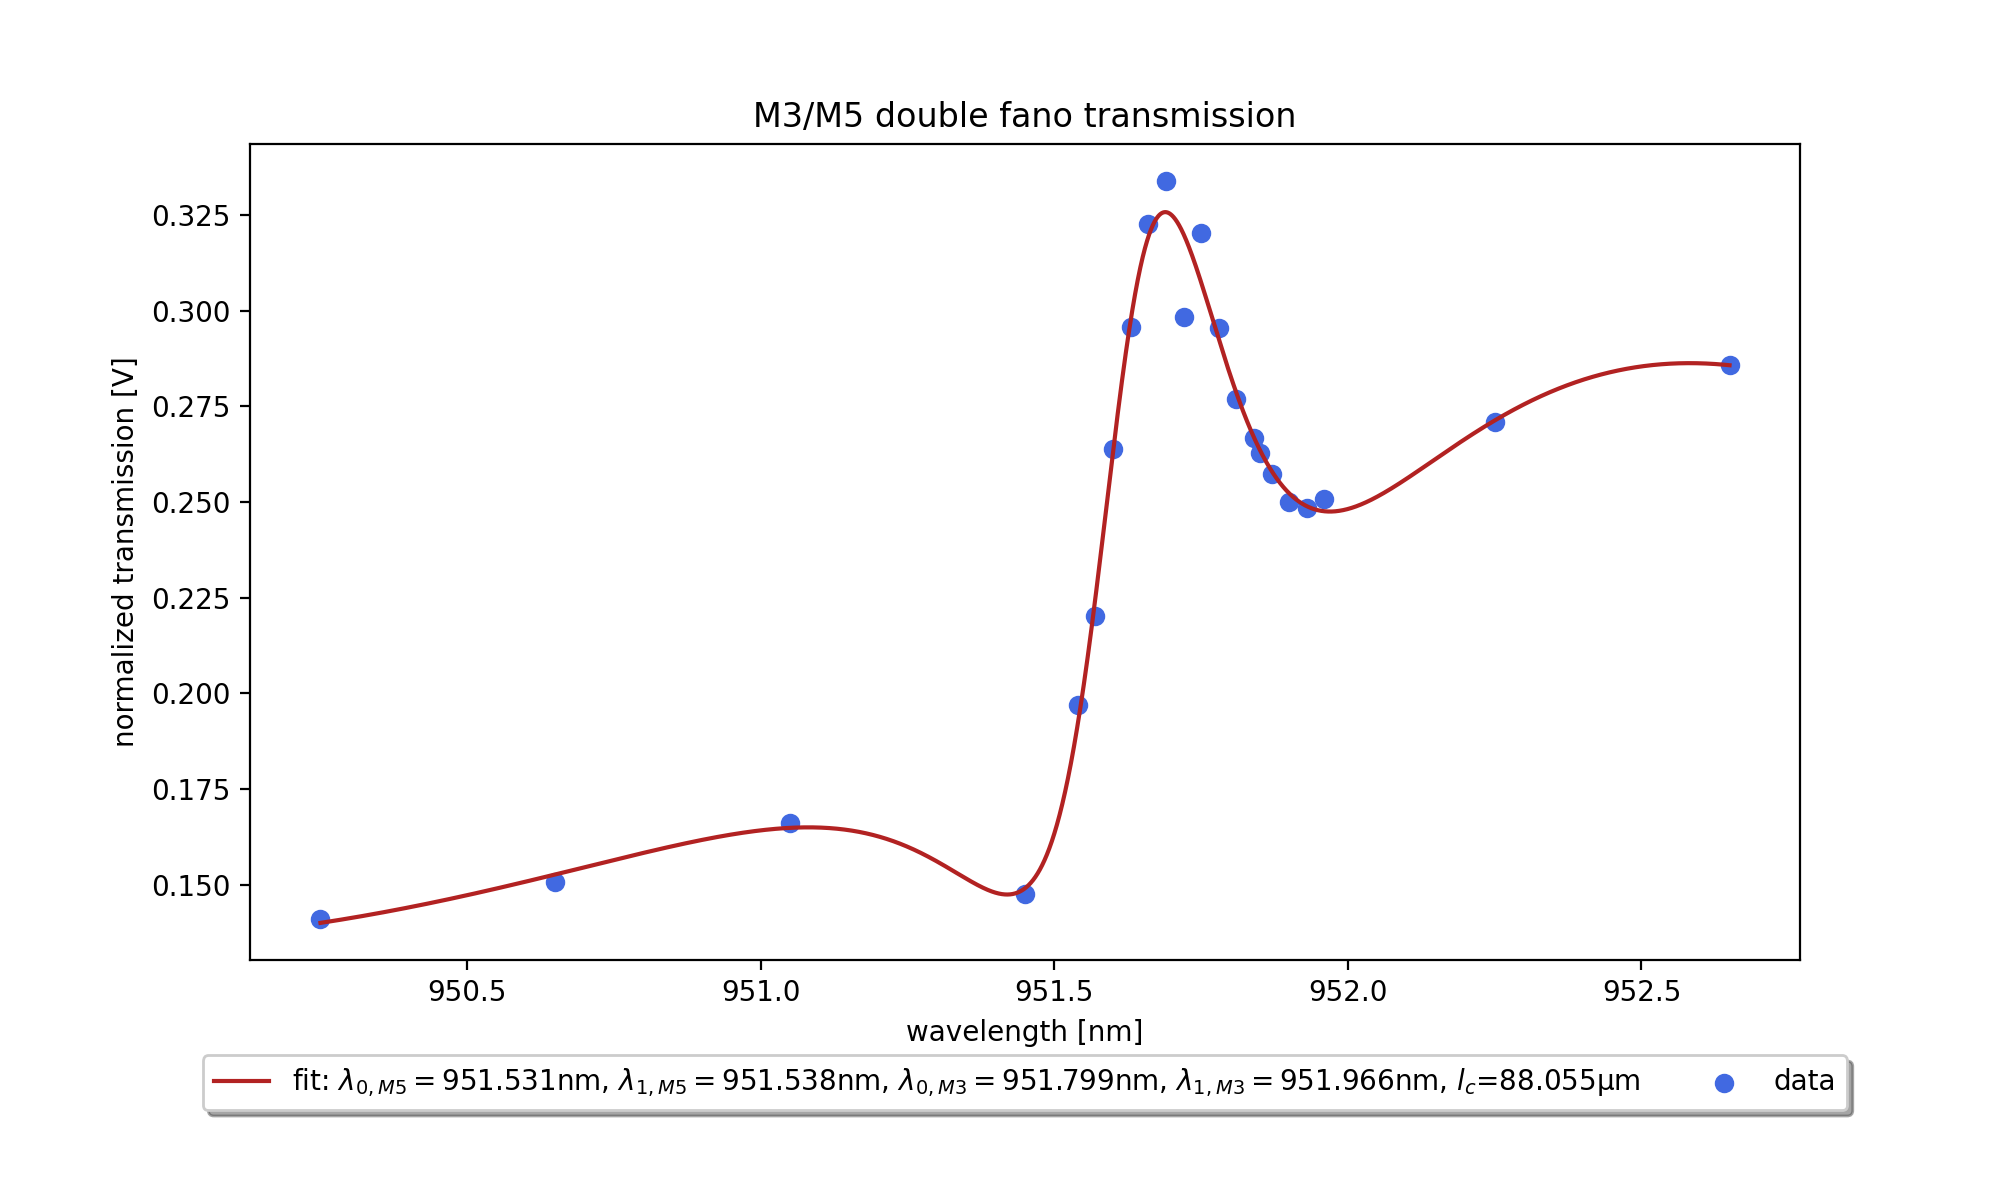 M3/M5 double fano transmission
normalized transmission [V]
0.325
0.300
0.275
0.250
0.225
0.200
0.175
0.150
950.5 951.0 951.5 952.0 952.5
wavelength [nm]
fit: λ0,M5 = 951.531nm, λ1,M5 = 951.538nm, λ0,M3 = 951.799nm, λ1,M3 = 951.966nm, lc=88.055µm data